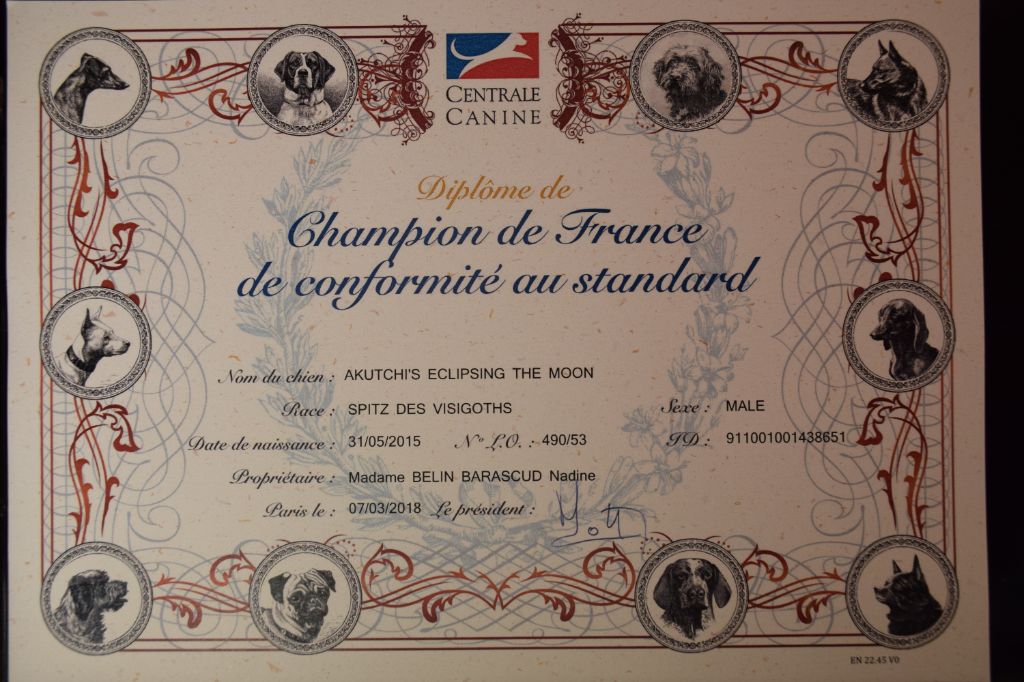 CENTRALE
CANINE
Diplôme de
Champion de France
de conformité au standard
Nom du chien : AKUTCHI'S ECLIPSING THE MOON
Race : SPITZ DES VISIGOTHS Sexe : MALE
Date de naissance : 31/05/2015 N° L.O. : 490/53 ID : 911001001438651
Propriétaire : Madame BELIN BARASCUD Nadine
Paris le : 07/03/2018 Le président :
EN 22.45 V0